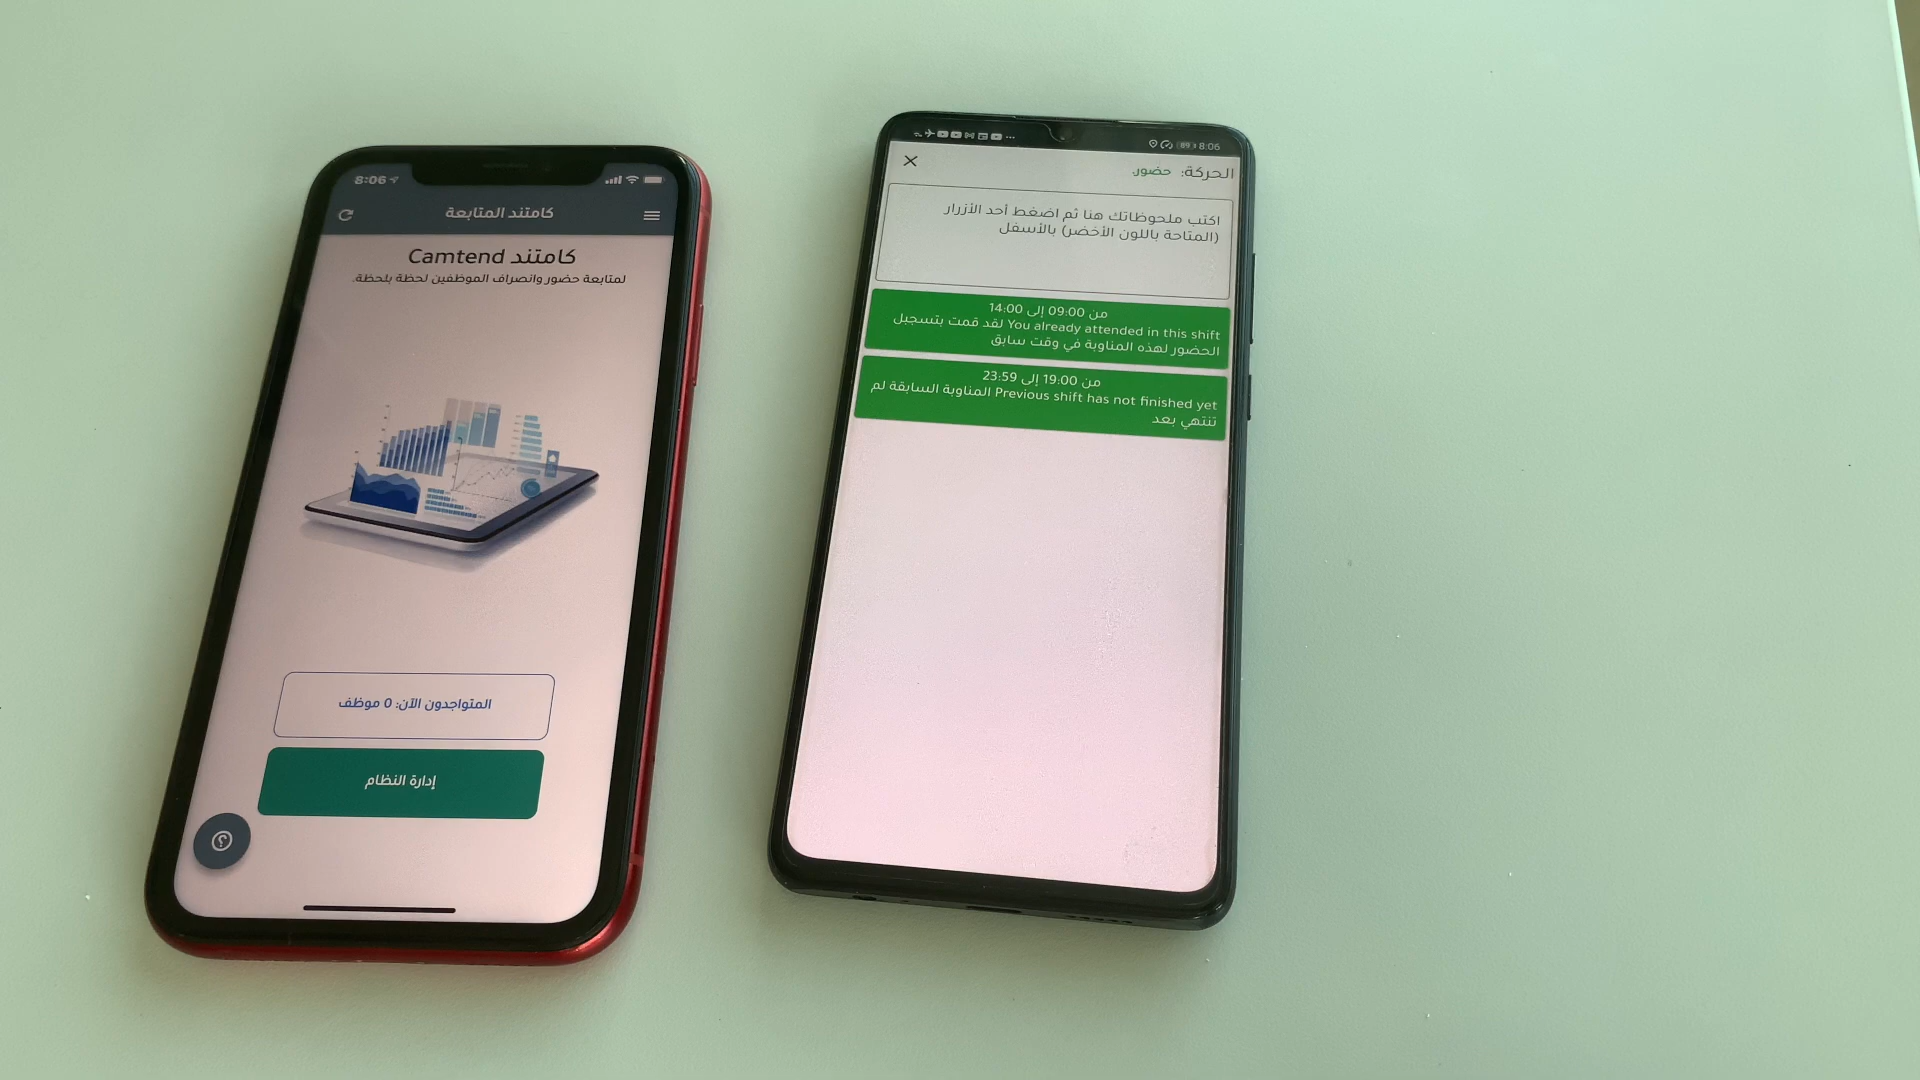 8:06
كامتند المتابعة
كامتند Camtend
لمتابعة حضور وانصراف الموظفين لحظة بلحظة.
المتواجدون الآن: 0 موظف
إدارة النظام
؟
89 8:06
الحركة: حضور.
اكتب ملحوظاتك هنا ثم اضغط أحد الأزرار
(المتاحة باللون الأخضر) بالأسفل
من 09:00 إلى 14:00
You already attended in this shift لقد قمت بتسجيل
الحضور لهذه المناوبة في وقت سابق
من 19:00 إلى 23:59
Previous shift has not finished yet المناوبة السابقة لم
تنتهي بعد